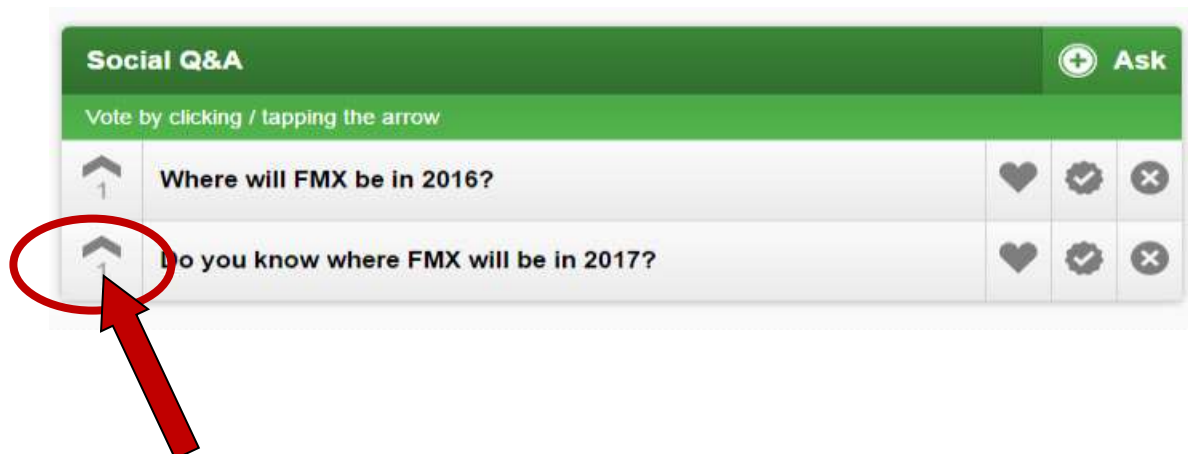 Social Q&A
Ask
Vote by clicking / tapping the arrow
1
Where will FMX be in 2016?
1
Do you know where FMX will be in 2017?